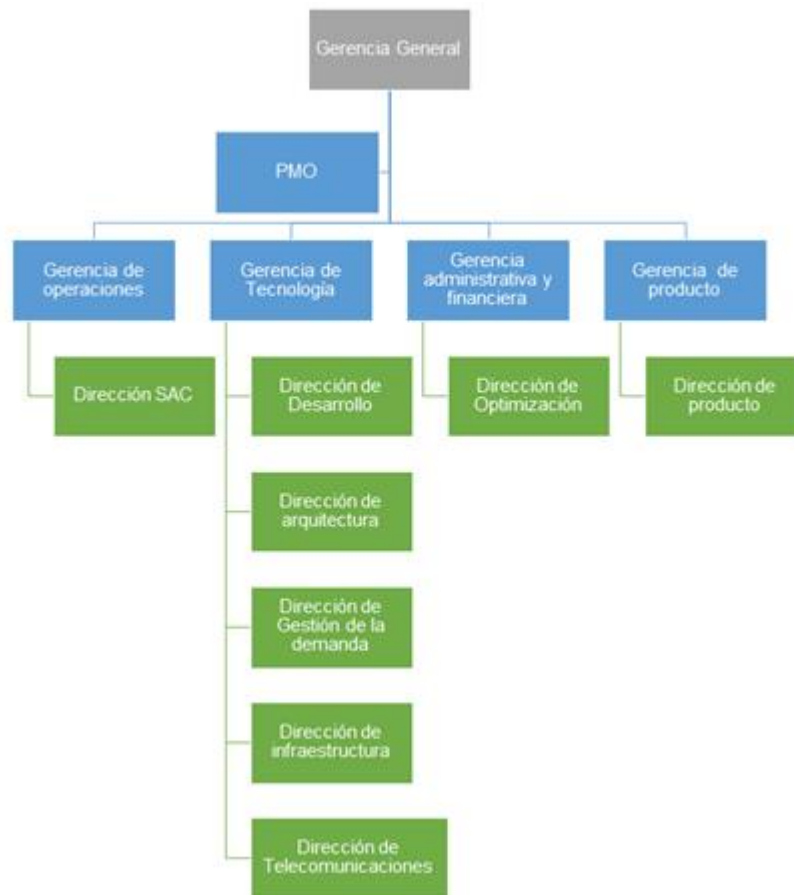 Gerencia General
PMO
Gerencia de
operaciones
Gerencia de
Tecnología
Gerencia
administrativa y
financiera
Gerencia de
producto
Dirección SAC
Dirección de
Desarrollo
Dirección de
Optimización
Dirección de
producto
Dirección de
arquitectura
Dirección de
Gestión de la
demanda
Dirección de
infraestructura
Dirección de
Telecomunicaciones